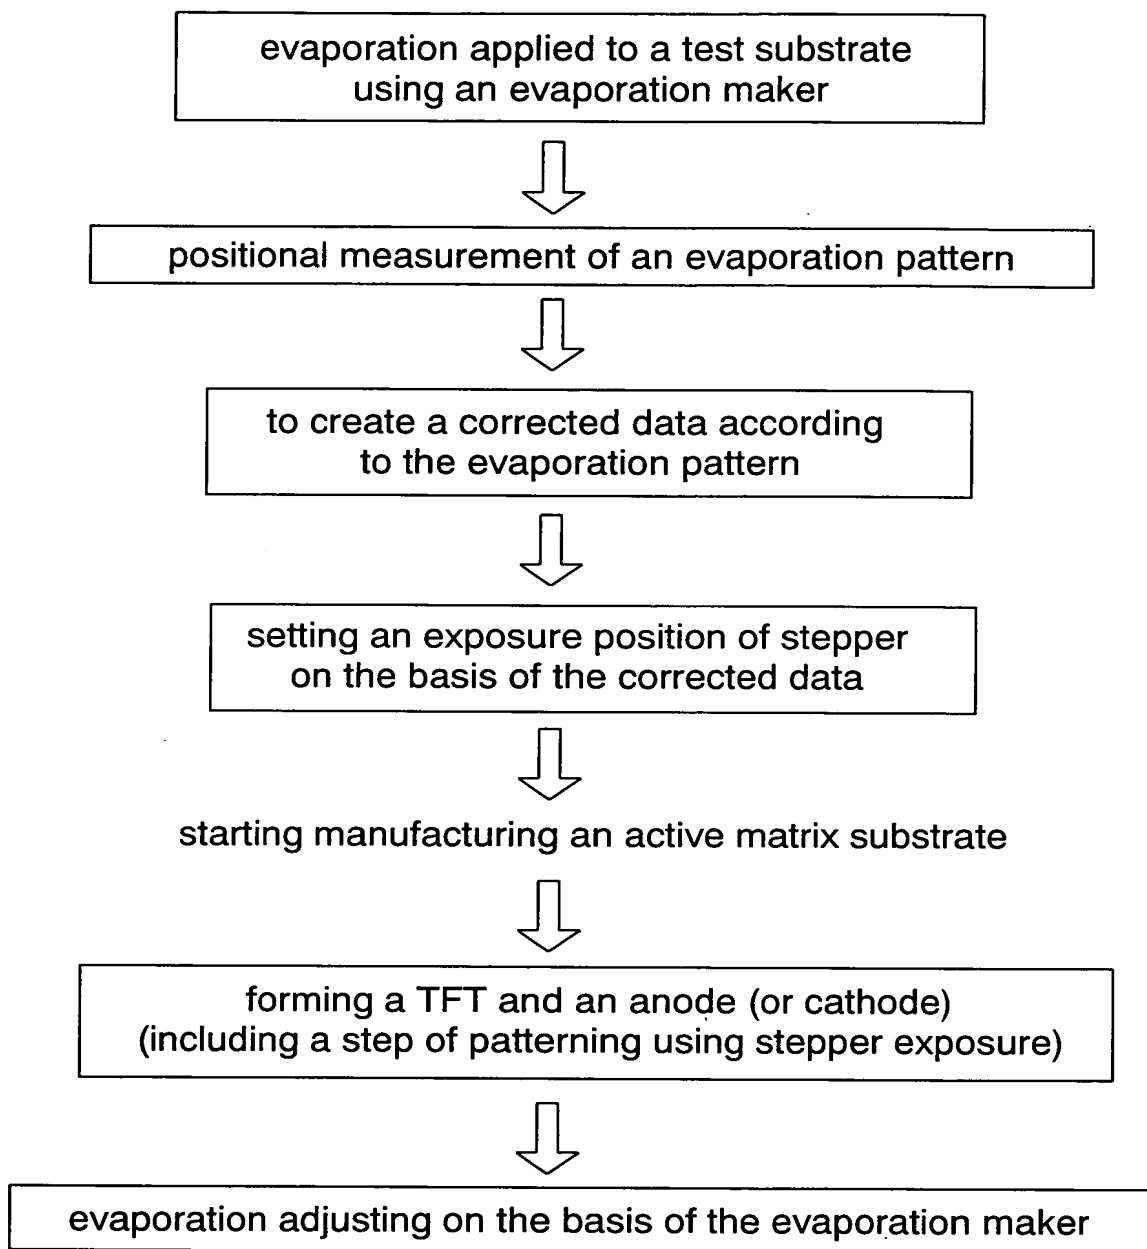 evaporation applied to a test substrate
using an evaporation maker
positional measurement of an evaporation pattern
to create a corrected data according
to the evaporation pattern
setting an exposure position of stepper
on the basis of the corrected data
starting manufacturing an active matrix substrate
forming a TFT and an anode (or cathode)
(including a step of patterning using stepper exposure)
evaporation adjusting on the basis of the evaporation maker